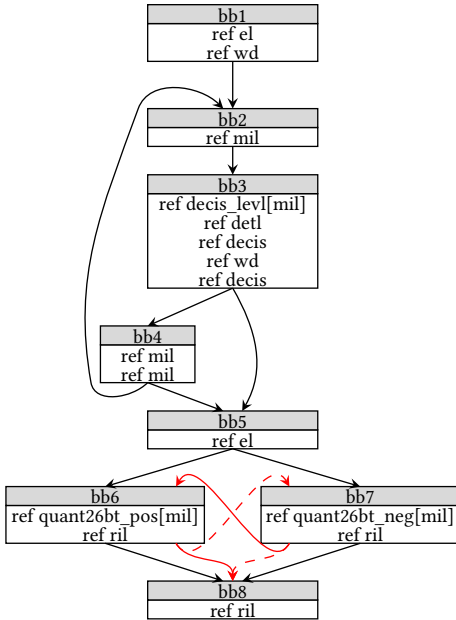 bb1
ref el
ref wd
bb2
ref mil
bb3
ref decis_levl[mil]
ref detl
ref decis
ref wd
ref decis
bb4
ref mil
ref mil
bb5
ref el
bb6
ref quant26bt_pos[mil]
ref ril
bb7
ref quant26bt_neg[mil]
ref ril
bb8
ref ril